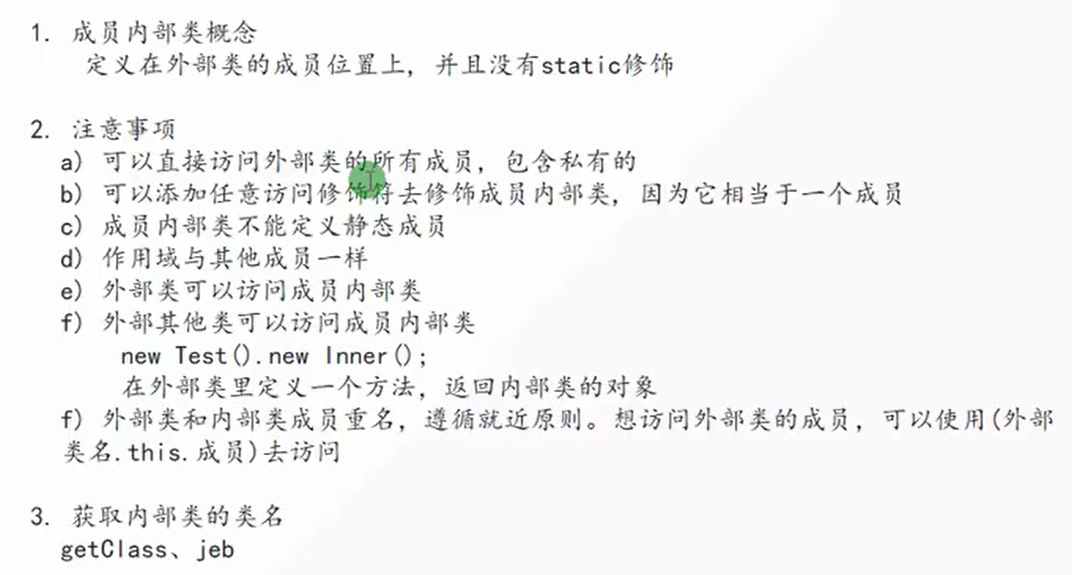 1. 成员内部类概念
定义在外部类的成员位置上, 并且没有static修饰
2. 注意事项
a) 可以直接访问外部类的所有成员, 包含私有的
b) 可以添加任意访问修饰符去修饰成员内部类, 因为它相当于一个成员
c) 成员内部类不能定义静态成员
d) 作用域与其他成员一样
e) 外部类可以访问成员内部类
f) 外部其他类可以访问成员内部类
new Test().new Inner();
在外部类里定义一个方法, 返回内部类的对象
f) 外部类和内部类成员重名, 遵循就近原则。想访问外部类的成员, 可以使用(外部
类名.this.成员)去访问
3. 获取内部类的类名
getClass、jeb